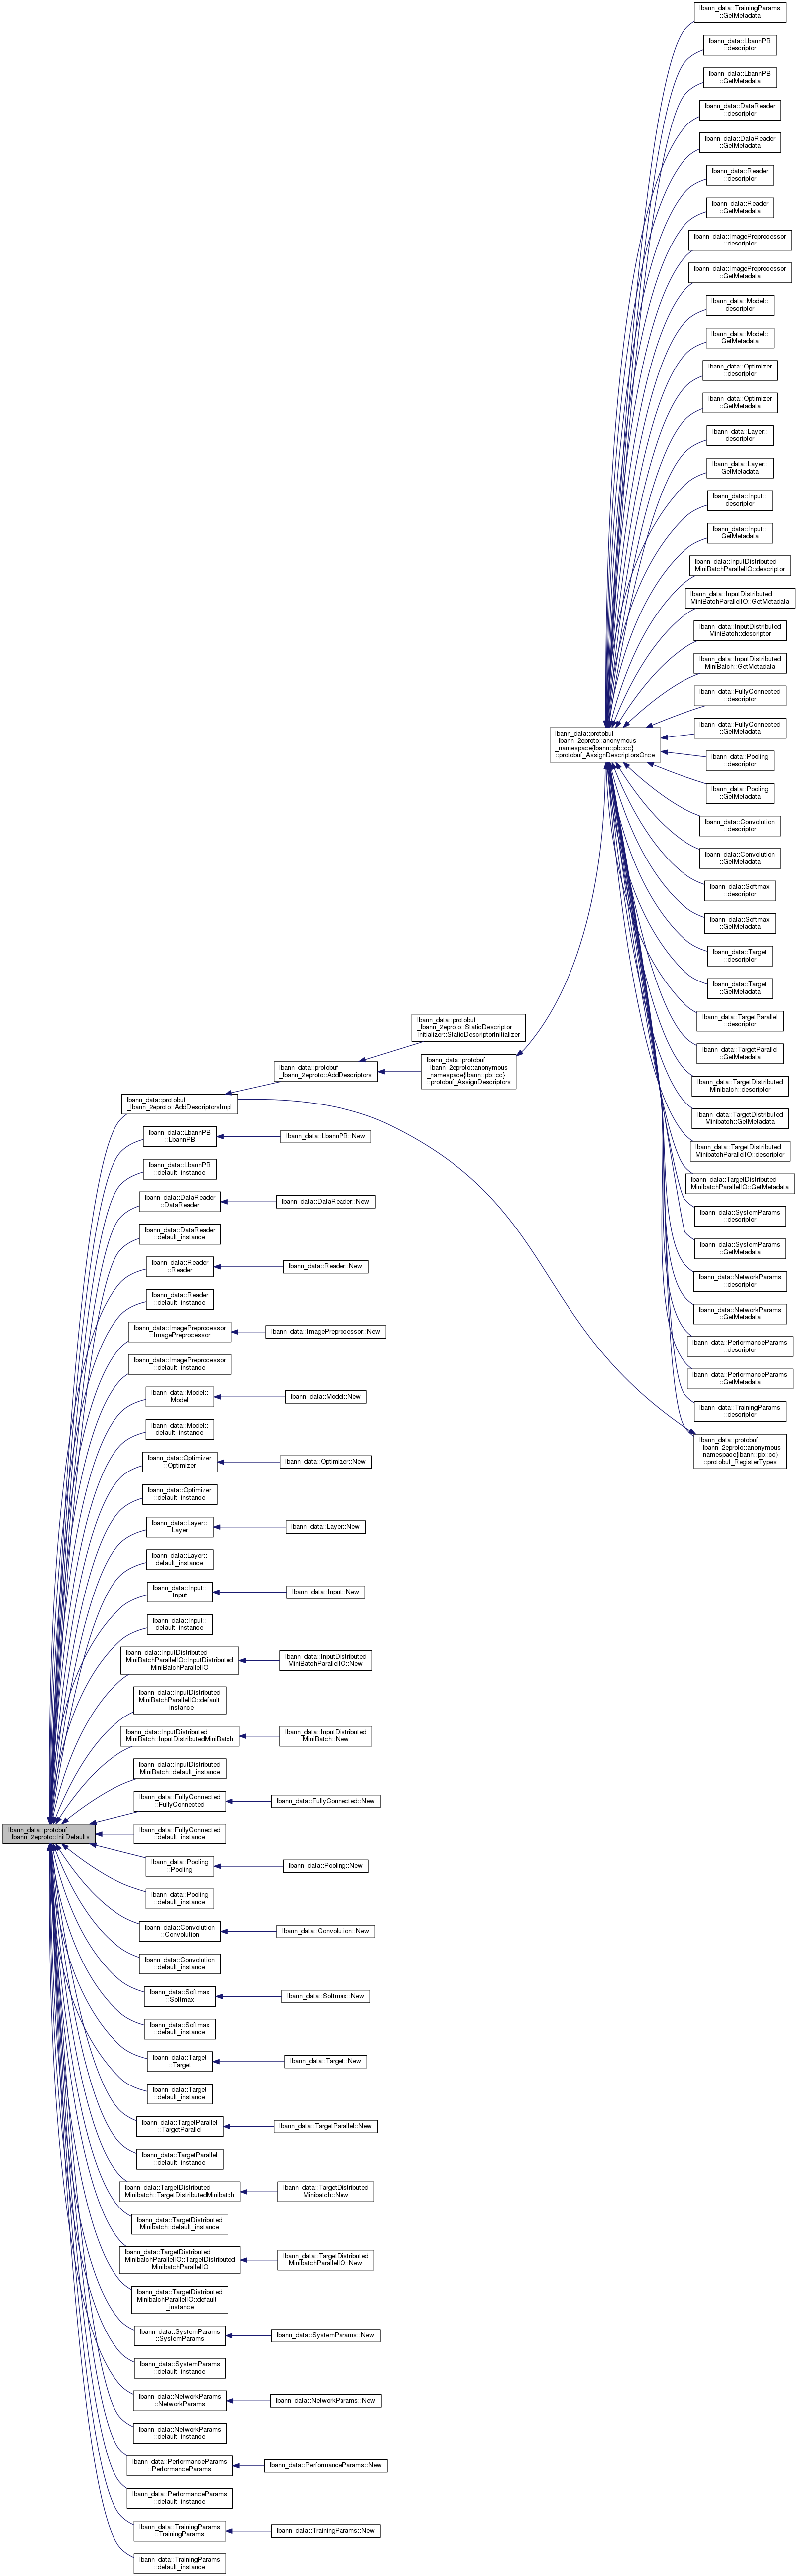 lbann_data::TrainingParams
::GetMetadata
lbann_data::LbannPB
::descriptor
lbann_data::LbannPB
::GetMetadata
lbann_data::DataReader
::descriptor
lbann_data::DataReader
::GetMetadata
lbann_data::Reader
::descriptor
lbann_data::Reader
::GetMetadata
lbann_data::ImagePreprocessor
::descriptor
lbann_data::ImagePreprocessor
::GetMetadata
lbann_data::Model::
descriptor
lbann_data::Model::
GetMetadata
lbann_data::Optimizer
::descriptor
lbann_data::Optimizer
::GetMetadata
lbann_data::Layer::
descriptor
lbann_data::Layer::
GetMetadata
lbann_data::Input::
descriptor
lbann_data::Input::
GetMetadata
lbann_data::InputDistributed
MiniBatchParallelIO::descriptor
lbann_data::InputDistributed
MiniBatchParallelIO::GetMetadata
lbann_data::InputDistributed
MiniBatch::descriptor
lbann_data::InputDistributed
MiniBatch::GetMetadata
lbann_data::FullyConnected
::descriptor
lbann_data::FullyConnected
::GetMetadata
lbann_data::protobuf
_lbann_2eproto::anonymous
_namespace{lbann::pb::cc}
::protobuf_AssignDescriptorsOnce
lbann_data::Pooling
::descriptor
lbann_data::Pooling
::GetMetadata
lbann_data::Convolution
::descriptor
lbann_data::Convolution
::GetMetadata
lbann_data::Softmax
::descriptor
lbann_data::Softmax
::GetMetadata
lbann_data::Target
::descriptor
lbann_data::Target
::GetMetadata
lbann_data::TargetParallel
::descriptor
lbann_data::TargetParallel
::GetMetadata
lbann_data::TargetDistributed
Minibatch::descriptor
lbann_data::TargetDistributed
Minibatch::GetMetadata
lbann_data::TargetDistributed
MinibatchParallelIO::descriptor
lbann_data::TargetDistributed
MinibatchParallelIO::GetMetadata
lbann_data::SystemParams
::descriptor
lbann_data::SystemParams
::GetMetadata
lbann_data::NetworkParams
::descriptor
lbann_data::NetworkParams
::GetMetadata
lbann_data::PerformanceParams
::descriptor
lbann_data::PerformanceParams
::GetMetadata
lbann_data::TrainingParams
::descriptor
lbann_data::protobuf
_lbann_2eproto::anonymous
_namespace{lbann::pb::cc}
::protobuf_RegisterTypes
lbann_data::protobuf
_lbann_2eproto::StaticDescriptor
Initializer::StaticDescriptorInitializer
lbann_data::protobuf
_lbann_2eproto::anonymous
_namespace{lbann::pb::cc}
::protobuf_AssignDescriptors
lbann_data::protobuf
_lbann_2eproto::AddDescriptors
lbann_data::protobuf
_lbann_2eproto::AddDescriptorsImpl
lbann_data::LbannPB
::LbannPB
lbann_data::LbannPB::New
lbann_data::LbannPB
::default_instance
lbann_data::DataReader
::DataReader
lbann_data::DataReader::New
lbann_data::DataReader
::default_instance
lbann_data::Reader
::Reader
lbann_data::Reader::New
lbann_data::Reader
::default_instance
lbann_data::ImagePreprocessor
::ImagePreprocessor
lbann_data::ImagePreprocessor::New
lbann_data::ImagePreprocessor
::default_instance
lbann_data::Model::
Model
lbann_data::Model::New
lbann_data::Model::
default_instance
lbann_data::Optimizer
::Optimizer
lbann_data::Optimizer::New
lbann_data::Optimizer
::default_instance
lbann_data::Layer::
Layer
lbann_data::Layer::New
lbann_data::Layer::
default_instance
lbann_data::Input::
Input
lbann_data::Input::New
lbann_data::Input::
default_instance
lbann_data::InputDistributed
MiniBatchParallelIO::InputDistributed
MiniBatchParallelIO
lbann_data::InputDistributed
MiniBatchParallelIO::New
lbann_data::InputDistributed
MiniBatchParallelIO::default
_instance
lbann_data::InputDistributed
MiniBatch::InputDistributedMiniBatch
lbann_data::InputDistributed
MiniBatch::New
lbann_data::InputDistributed
MiniBatch::default_instance
lbann_data::FullyConnected
::FullyConnected
lbann_data::FullyConnected::New
lbann_data::protobuf
_lbann_2eproto::InitDefaults
lbann_data::FullyConnected
::default_instance
lbann_data::Pooling
::Pooling
lbann_data::Pooling::New
lbann_data::Pooling
::default_instance
lbann_data::Convolution
::Convolution
lbann_data::Convolution::New
lbann_data::Convolution
::default_instance
lbann_data::Softmax
::Softmax
lbann_data::Softmax::New
lbann_data::Softmax
::default_instance
lbann_data::Target
::Target
lbann_data::Target::New
lbann_data::Target
::default_instance
lbann_data::TargetParallel
::TargetParallel
lbann_data::TargetParallel::New
lbann_data::TargetParallel
::default_instance
lbann_data::TargetDistributed
Minibatch::TargetDistributedMinibatch
lbann_data::TargetDistributed
Minibatch::New
lbann_data::TargetDistributed
Minibatch::default_instance
lbann_data::TargetDistributed
MinibatchParallelIO::TargetDistributed
MinibatchParallelIO
lbann_data::TargetDistributed
MinibatchParallelIO::New
lbann_data::TargetDistributed
MinibatchParallelIO::default
_instance
lbann_data::SystemParams
::SystemParams
lbann_data::SystemParams::New
lbann_data::SystemParams
::default_instance
lbann_data::NetworkParams
::NetworkParams
lbann_data::NetworkParams::New
lbann_data::NetworkParams
::default_instance
lbann_data::PerformanceParams
::PerformanceParams
lbann_data::PerformanceParams::New
lbann_data::PerformanceParams
::default_instance
lbann_data::TrainingParams
::TrainingParams
lbann_data::TrainingParams::New
lbann_data::TrainingParams
::default_instance